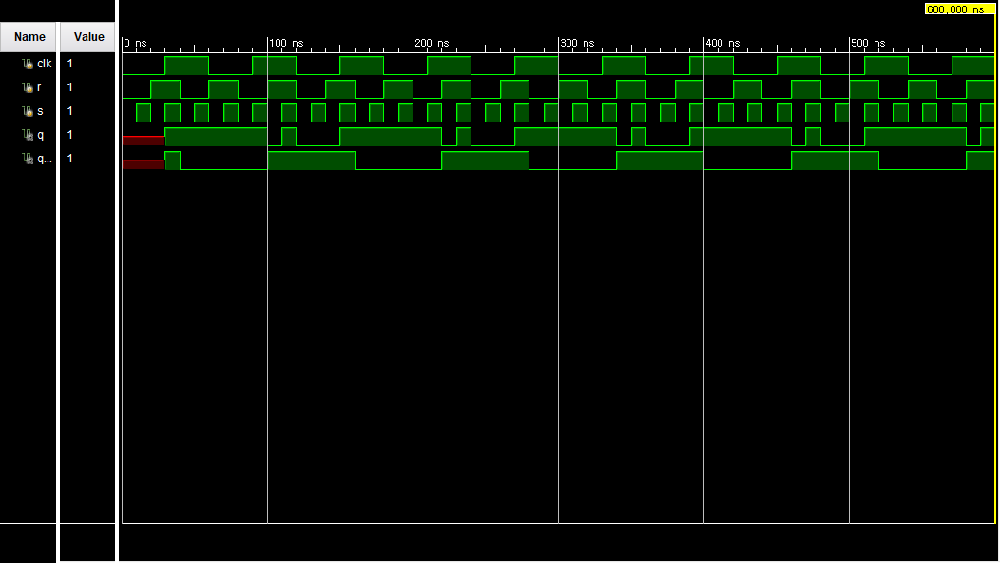 600,000 ns
Name Value
0 ns 100 ns 200 ns 300 ns 400 ns 500 ns
clk 1
r 1
s 1
q 1
q... 1